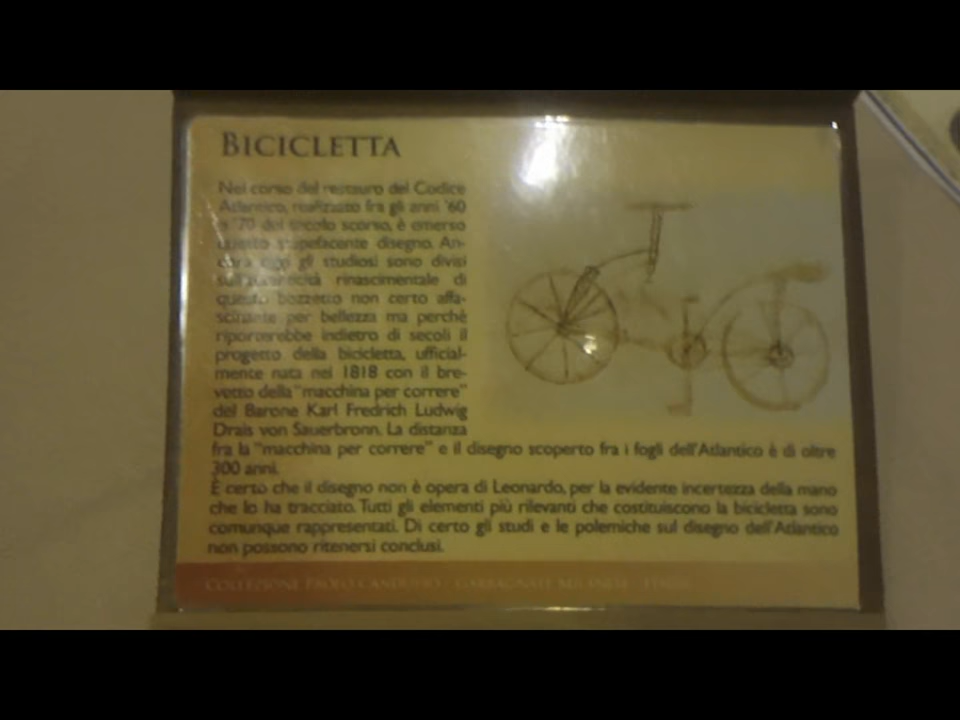 BICICLETTA
Nel corso del restauro del Codice
Atlantico, realizzato fra gli anni '60
e '70 del secolo scorso, è emerso
questo stupefacente disegno. An-
cora oggi gli studiosi sono divisi
sull'autenticità rinascimentale di
questo bozzetto non certo affa-
scinante per bellezza ma perché
riporterebbe indietro di secoli il
progetto della bicicletta, ufficial-
mente nata nel 1818 con il bre-
vetto della "macchina per correre"
del Barone Karl Fredrich Ludwig
Drais von Sauerbronn. La distanza
fra la "macchina per correre" e il disegno scoperto fra i fogli dell'Atlantico è di oltre
300 anni.
È certo che il disegno non è opera di Leonardo, per la evidente incertezza della mano
che lo ha tracciato. Tutti gli elementi più rilevanti che costituiscono la bicicletta sono
comunque rappresentati. Di certo gli studi e le polemiche sul disegno dell'Atlantico
non possono ritenersi conclusi.
COLLEZIONE PAOLO